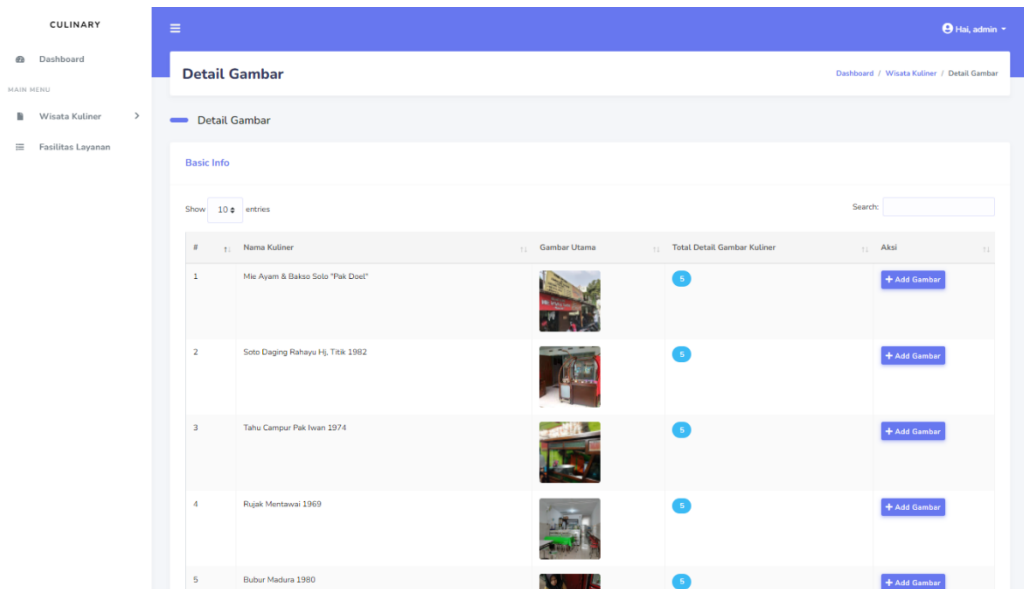 CULINARY
Hai, admin
Dashboard
Detail Gambar
Dashboard / Wisata Kuliner / Detail Gambar
MAIN MENU
Wisata Kuliner
Detail Gambar
Fasilitas Layanan
Basic Info
Show 10 entries
Search:
# Nama Kuliner Gambar Utama Total Detail Gambar Kuliner Aksi
1 Mie Ayam & Bakso Solo "Pak Doel" 5 + Add Gambar
2 Soto Daging Rahayu Hj, Titik 1982 5 + Add Gambar
3 Tahu Campur Pak Iwan 1974 5 + Add Gambar
4 Rujak Mentawai 1969 5 + Add Gambar
5 Bubur Madura 1980 5 + Add Gambar